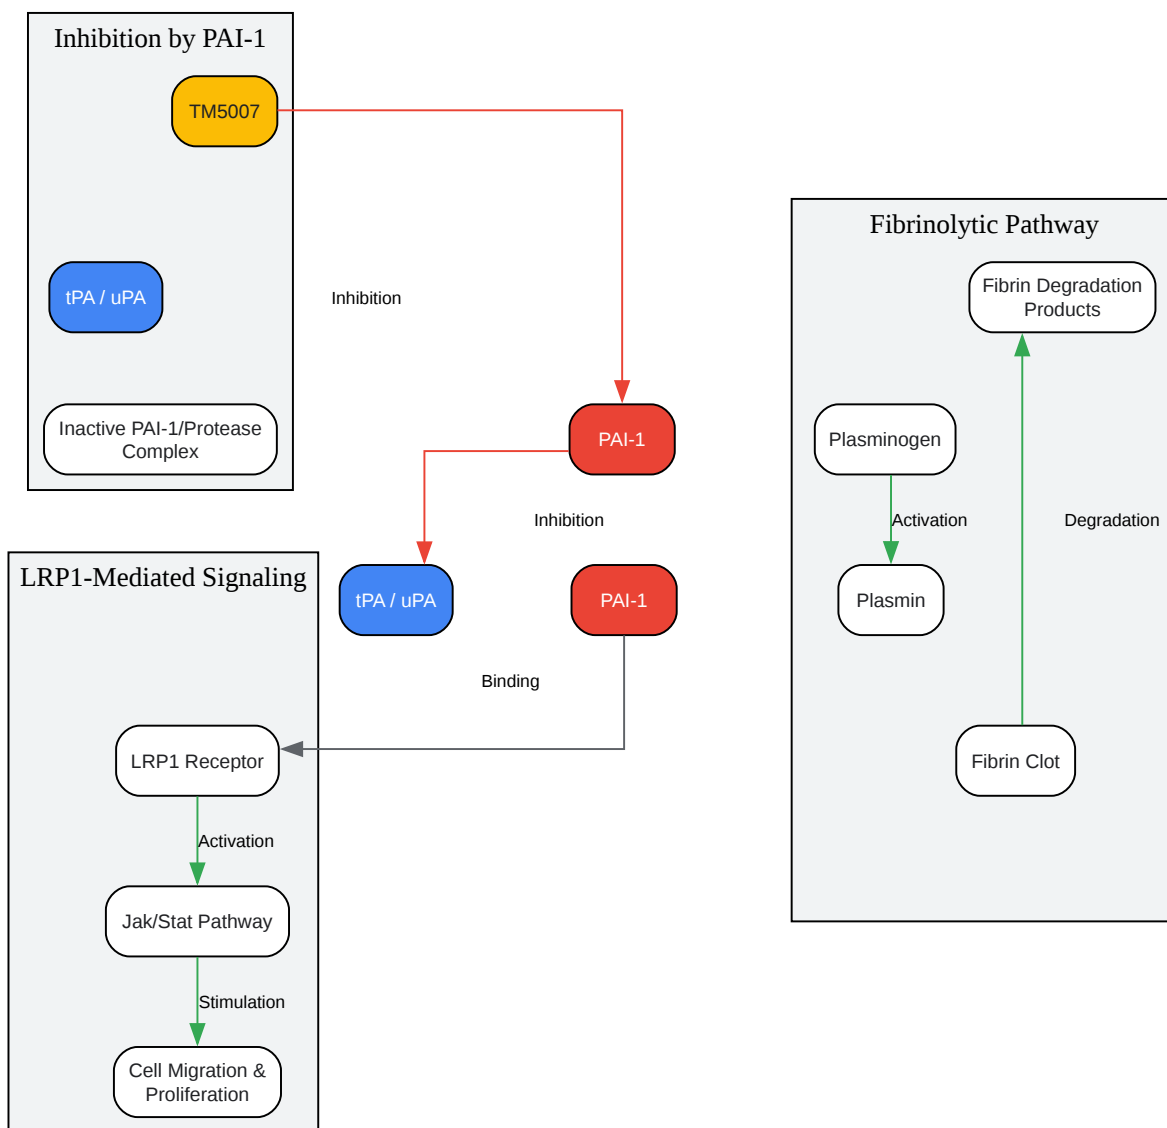 Inhibition by PAI-1
TM5007
tPA / uPA
Inhibition
Inactive PAI-1/Protease
Complex
PAI-1
Inhibition
tPA / uPA
PAI-1
Binding
LRP1-Mediated Signaling
LRP1 Receptor
Activation
Jak/Stat Pathway
Stimulation
Cell Migration &
Proliferation
Fibrinolytic Pathway
Fibrin Degradation
Products
Plasminogen
Activation
Degradation
Plasmin
Fibrin Clot